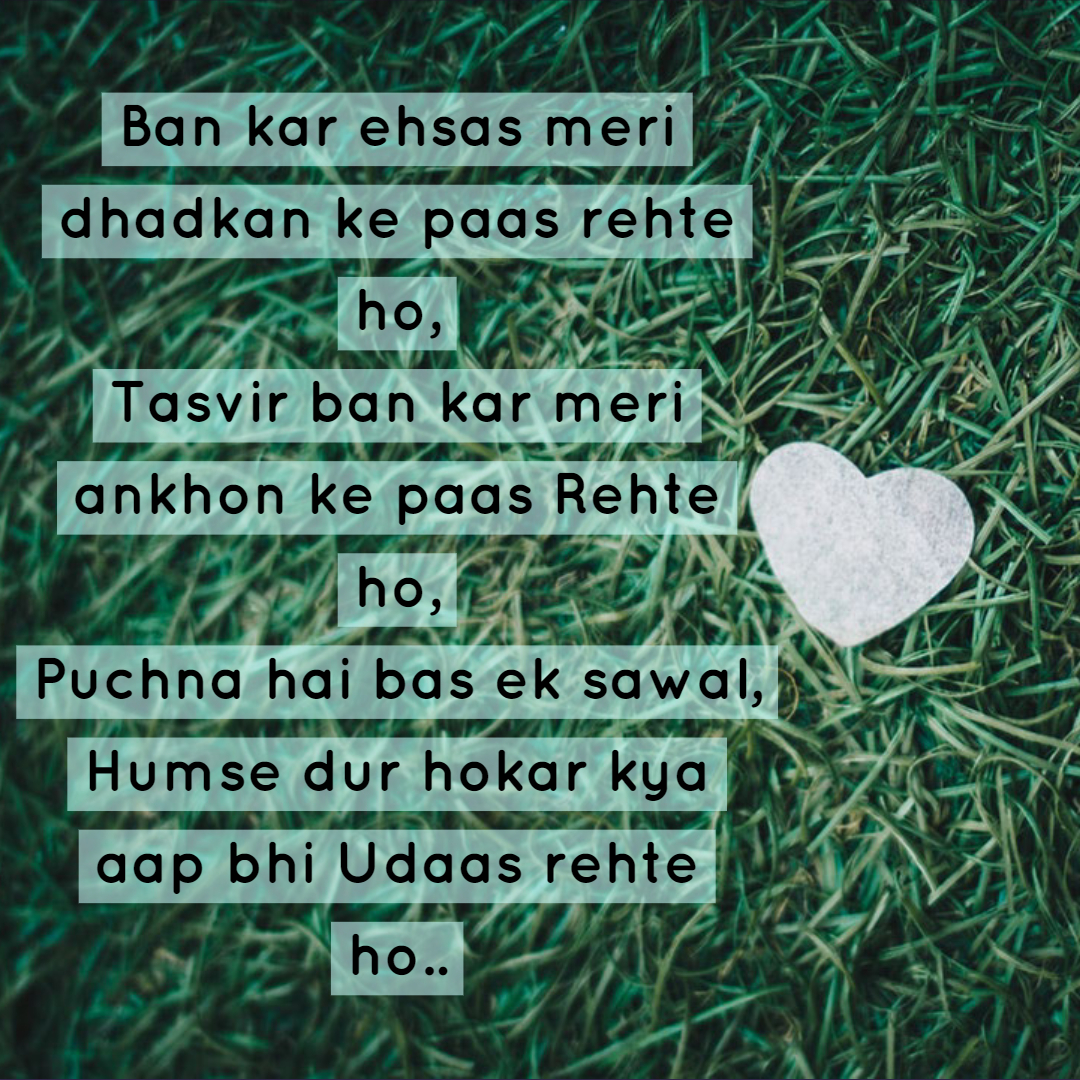 Ban kar ehsas meri
dhadkan ke paas rehte
ho,
Tasvir ban kar meri
ankhon ke paas Rehte
ho,
Puchna hai bas ek sawal,
Humse dur hokar kya
aap bhi Udaas rehte
ho..